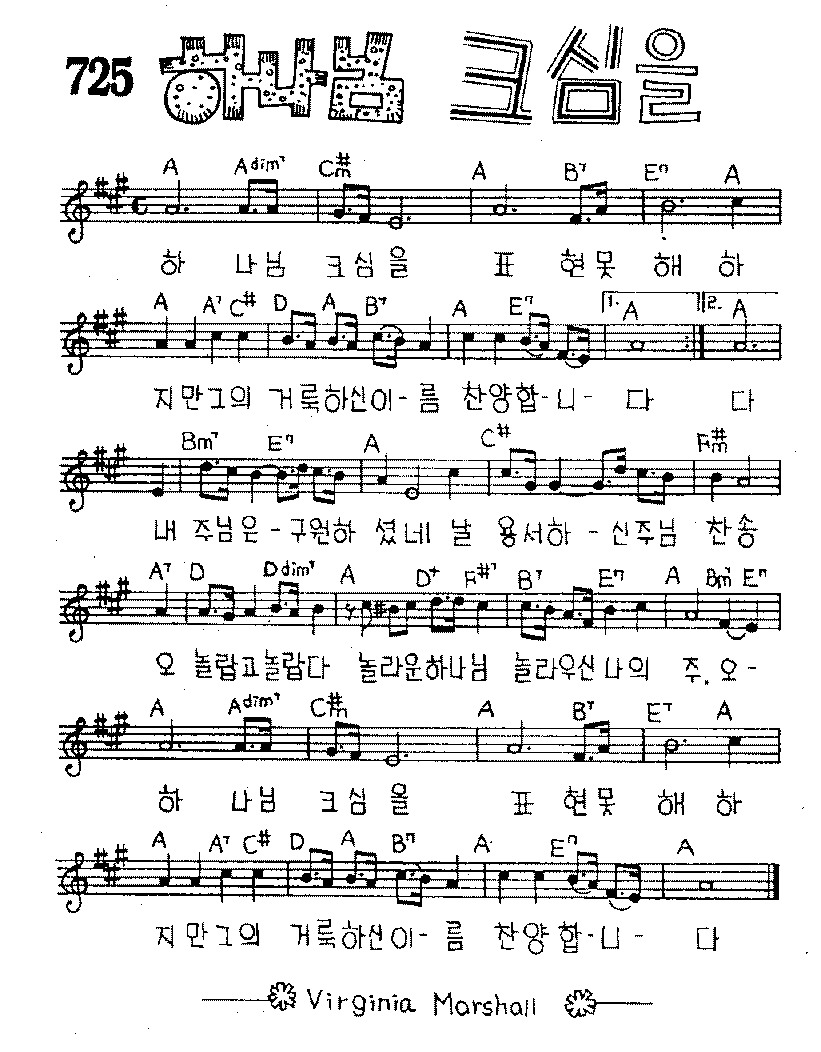 725 하나님 크심을
A Adim7 C#m A B7 E7 A
하 나님 크심을 표 현못 해 하
A A7 C# D A B7 A E7 1. A 2. A
지만그의 거룩하신이-름 찬양합-니- 다 다
Bm7 E7 A C# F#m
내 주님은-구원하 셨네 날 용서하-신주님 찬송
A7 D Ddim7 A D+ F#7 B7 E7 A Bm7 E7
오 놀랍고놀랍다 놀라운하나님 놀라우신나의 주. 오-
A Adim7 C#m A B7 E7 A
하 나님 크심을 표 현못 해 하
A A7 C# D A B7 A E7 A
지만그의 거룩하신이-름 찬양합-니- 다
Virginia Marshall